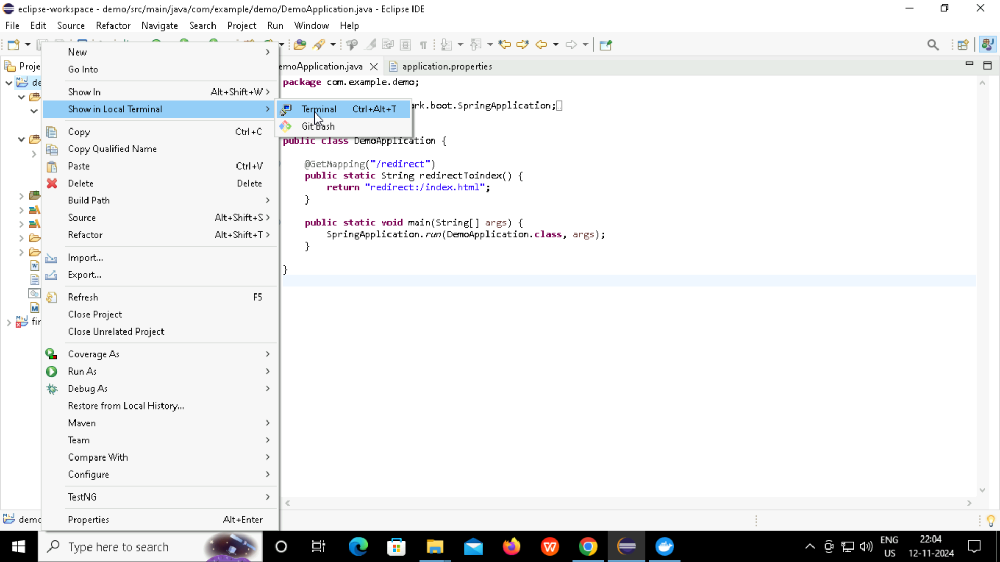 eclipse-workspace - demo/src/main/java/com/example/demo/DemoApplication.java - Eclipse IDE
File Edit Source Refactor Navigate Search Project Run Window Help
Proje
emoApplication.java application.properties
de
New
Go Into
Show In Alt+Shift+W
Show in Local Terminal
Terminal Ctrl+Alt+T
Git Bash
Copy Ctrl+C
Copy Qualified Name
Paste Ctrl+V
Delete Delete
Build Path
Source Alt+Shift+S
Refactor Alt+Shift+T
Import...
Export...
Refresh F5
Close Project
Close Unrelated Project
Coverage As
Run As
Debug As
Restore from Local History...
Maven
Team
Compare With
Configure
TestNG
Properties Alt+Enter
fir
demo
package com.example.demo;
rk.boot.SpringApplication;
public class DemoApplication {
@GetMapping("/redirect")
public static String redirectToindex() {
return "redirect:/index.html";
}
public static void main(String[] args) {
SpringApplication.run(DemoApplication.class, args);
}
}
Type here to search
ENG
US
22:04
12-11-2024